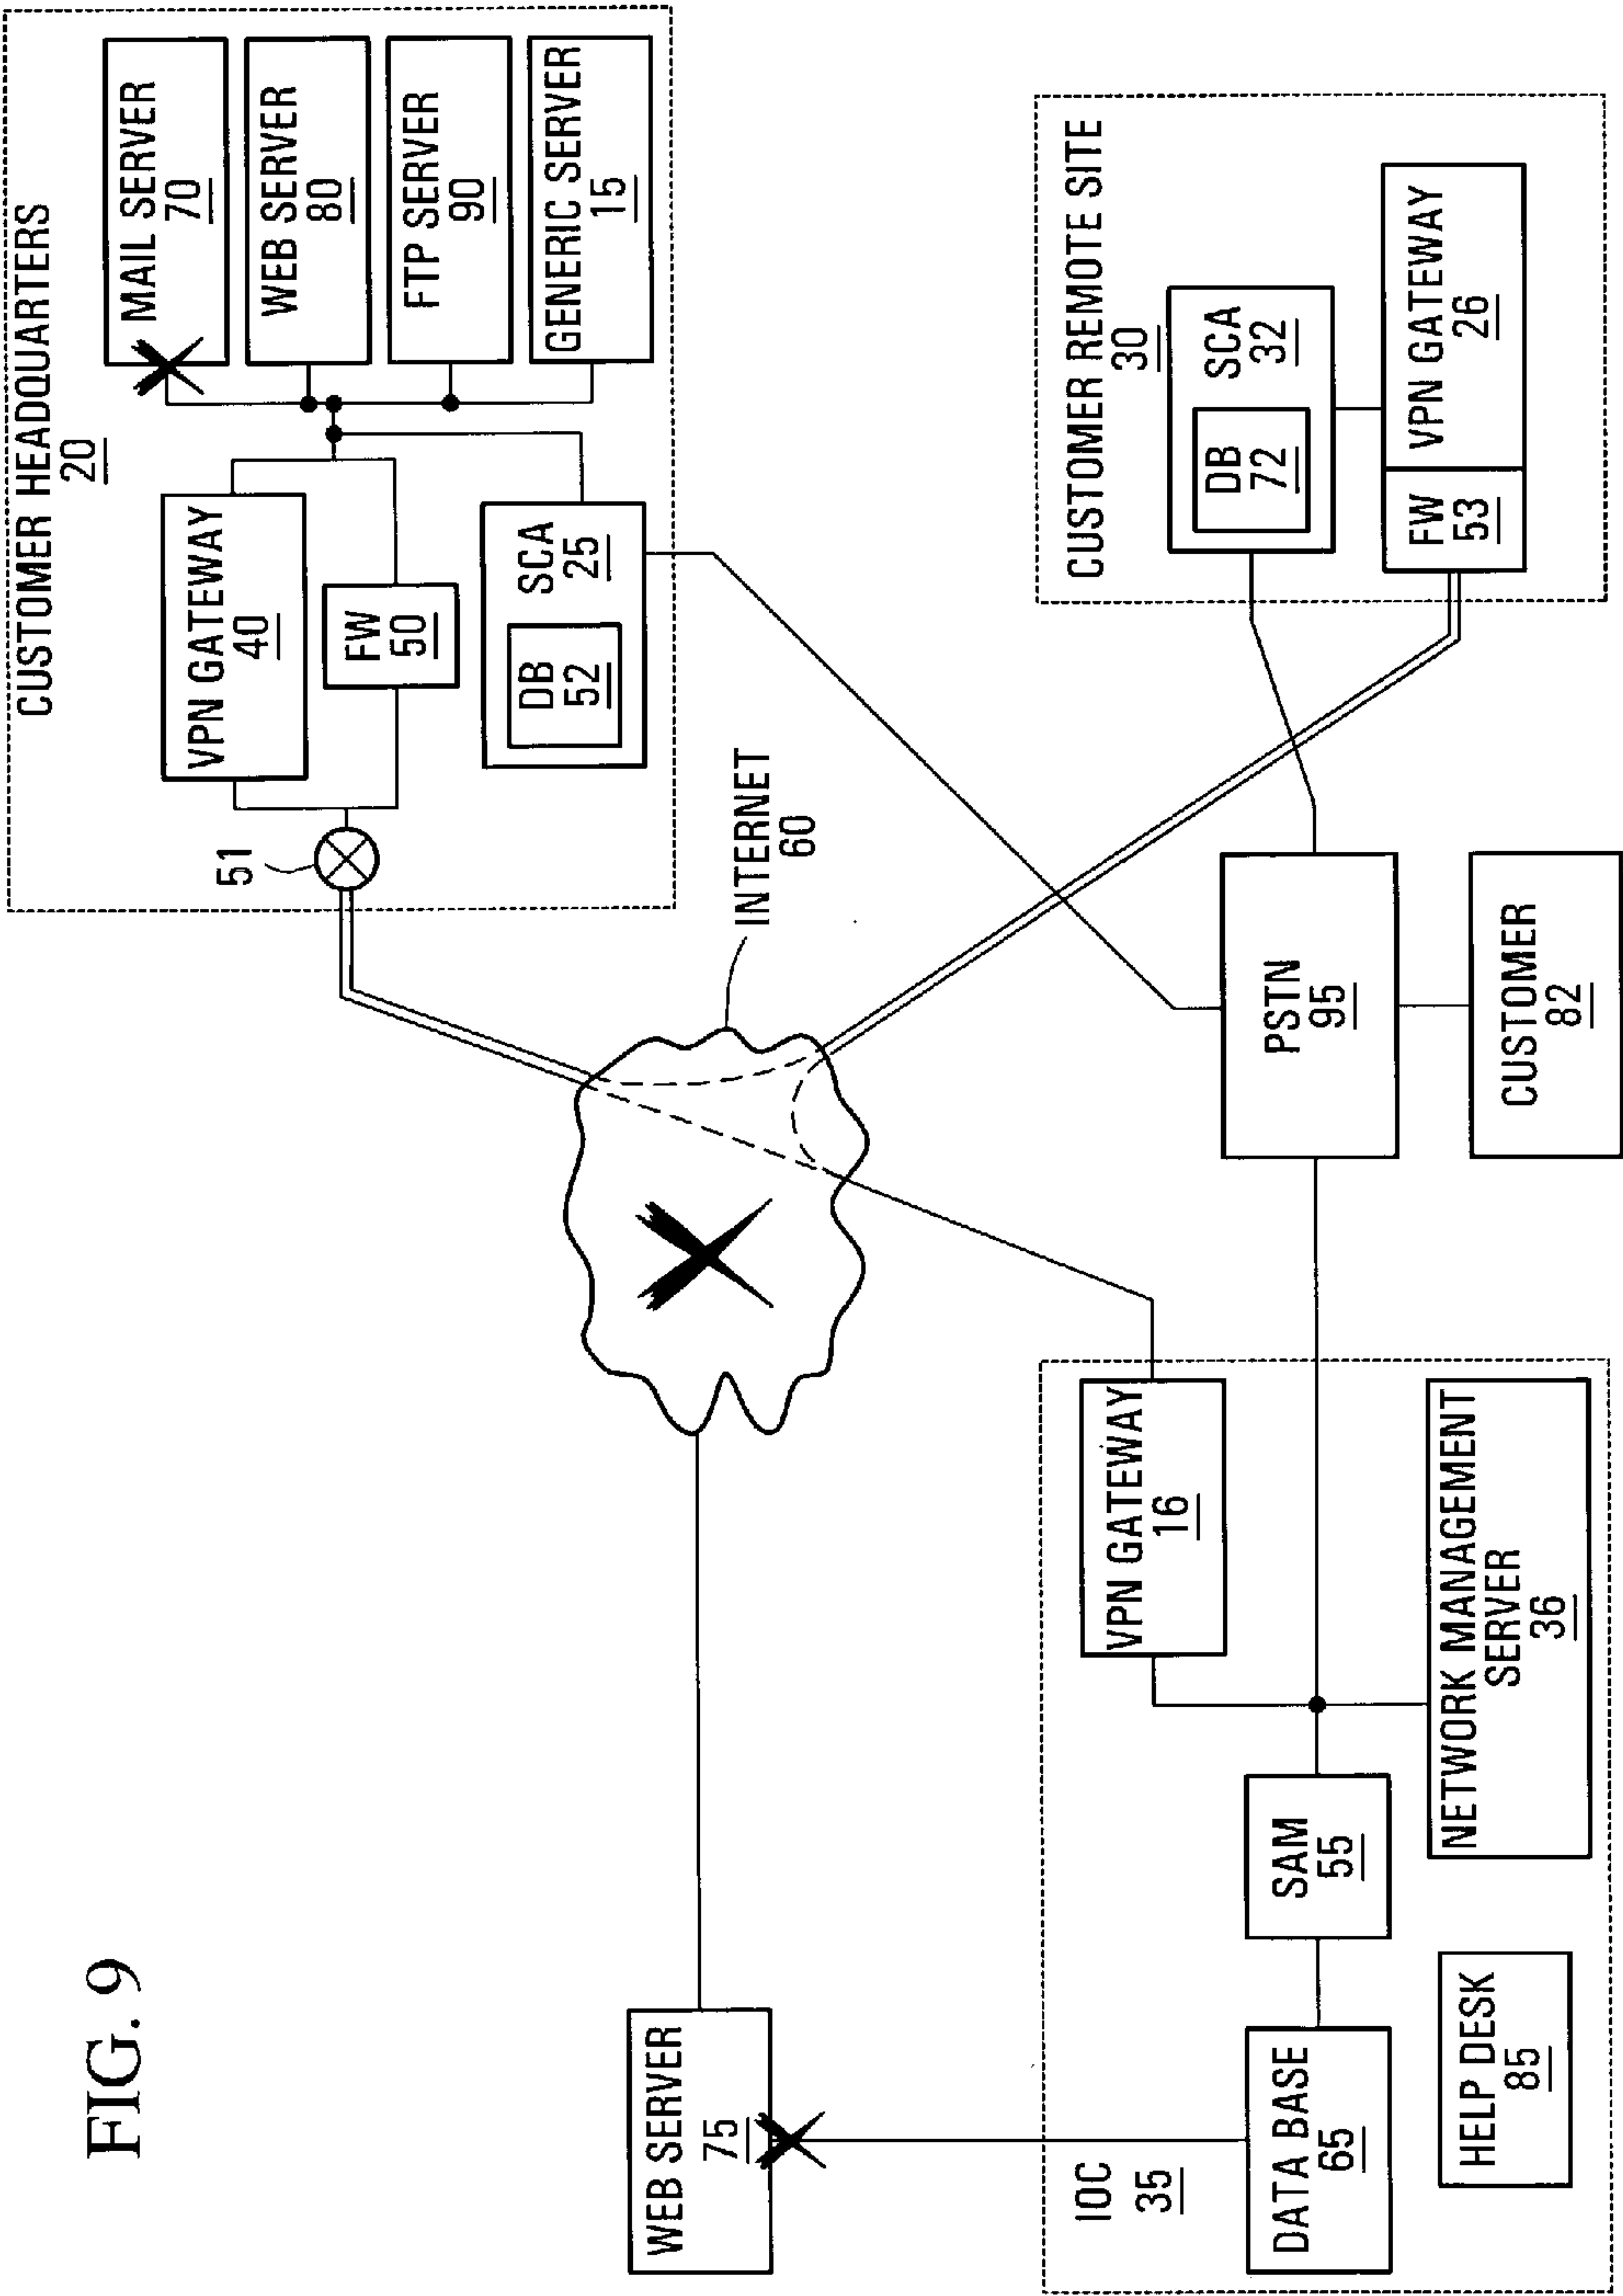 FIG. 9
CUSTOMER HEADQUARTERS
20
VPN GATEWAY
40
FW
50
51
DB
52
SCA
25
MAIL SERVER
70
WEB SERVER
80
FTP SERVER
90
GENERIC SERVER
15
INTERNET
60
WEB SERVER
75
CUSTOMER REMOTE SITE
30
DB
72
SCA
32
FW
53
VPN GATEWAY
26
PSTN
95
CUSTOMER
82
IOC
35
VPN GATEWAY
16
DATA BASE
65
SAM
55
HELP DESK
85
NETWORK MANAGEMENT
SERVER
36